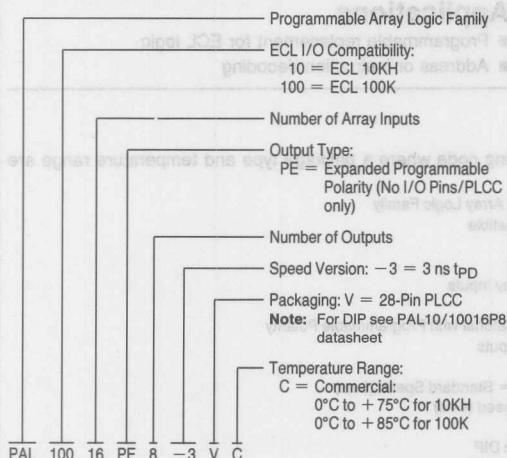 Programmable Array Logic Family
ECL I/O Compatibility:
10 = ECL 10KH
100 = ECL 100K
Number of Array Inputs
Output Type:
PE = Expanded Programmable
Polarity (No I/O Pins/PLCC
only)
Number of Outputs
Speed Version: −3 = 3 ns tPD
Packaging: V = 28-Pin PLCC
Note: For DIP see PAL10/10016P8
datasheet
Temperature Range:
C = Commercial:
0°C to +75°C for 10KH
0°C to +85°C for 100K
PAL 100 16 PE 8 −3 V C